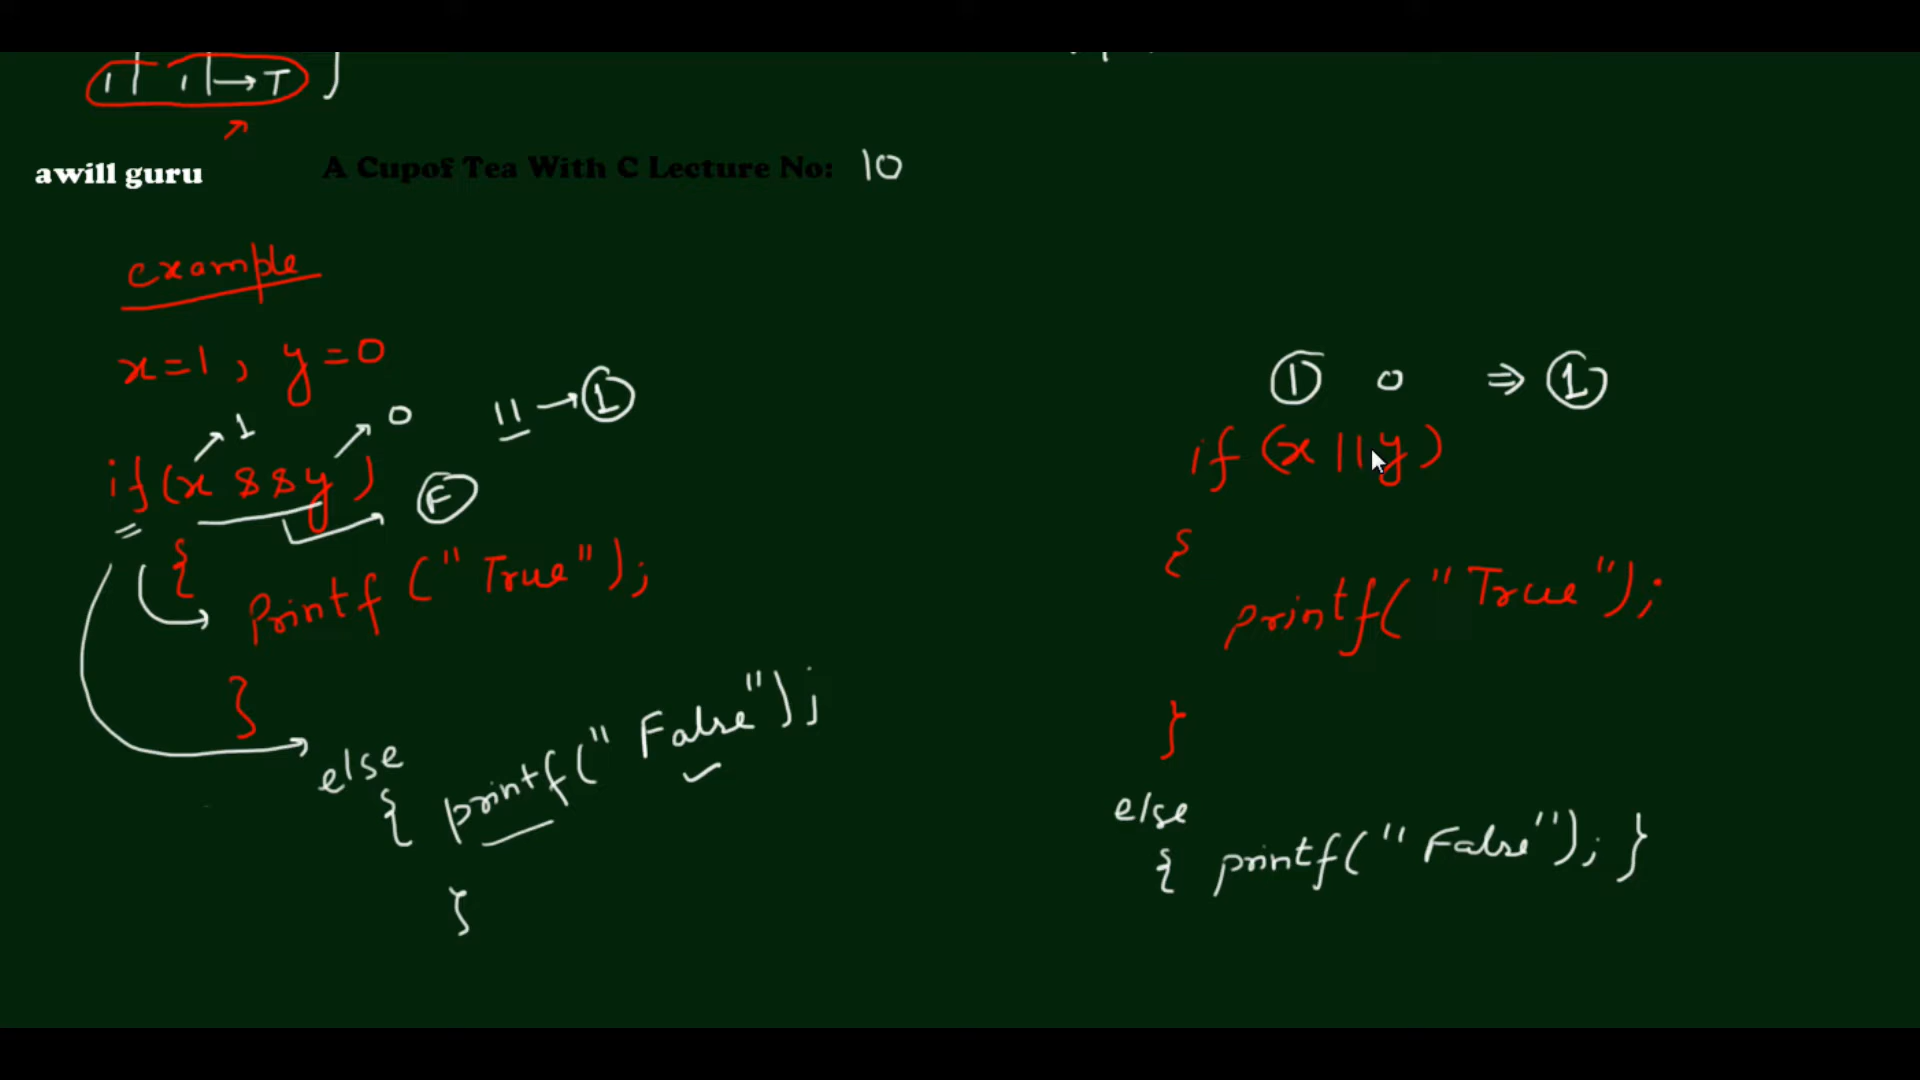 1 | 1 | → T }
awill guru A Cupof Tea With C Lecture No: 10
example
x=1, y=0
1 0 11 → 1
if (x && y) F
{
Printf ("True");
}
else
{ printf("False");
}
1 0 ⇒ 1
if (x || y)
{
printf("True");
}
else
{ printf("False"); }